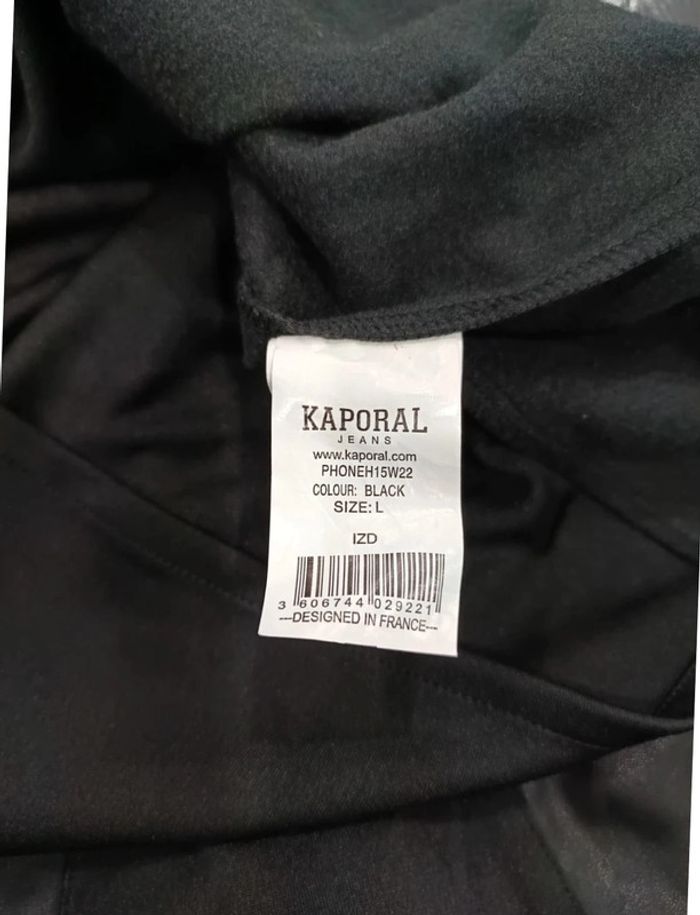 KAPORAL
JEANS
www.kaporal.com
PHONEH15W22
COLOUR: BLACK
SIZE: L
IZD
3 606744 029221
---DESIGNED IN FRANCE---